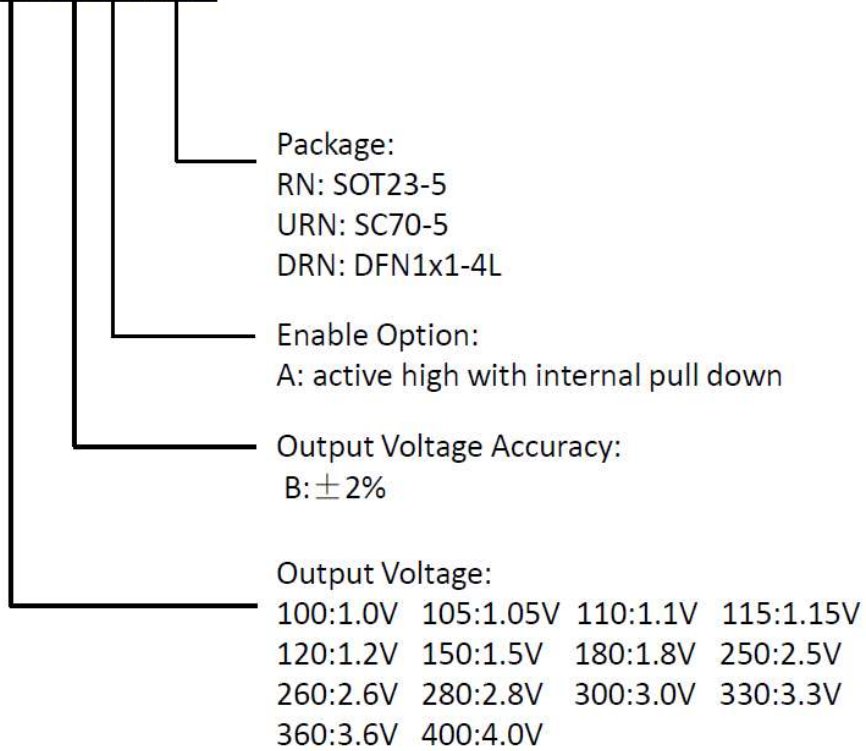 Package:
RN: SOT23-5
URN: SC70-5
DRN: DFN1x1-4L
Enable Option:
A: active high with internal pull down
Output Voltage Accuracy:
B:±2%
Output Voltage:
100:1.0V 105:1.05V 110:1.1V 115:1.15V
120:1.2V 150:1.5V 180:1.8V 250:2.5V
260:2.6V 280:2.8V 300:3.0V 330:3.3V
360:3.6V 400:4.0V